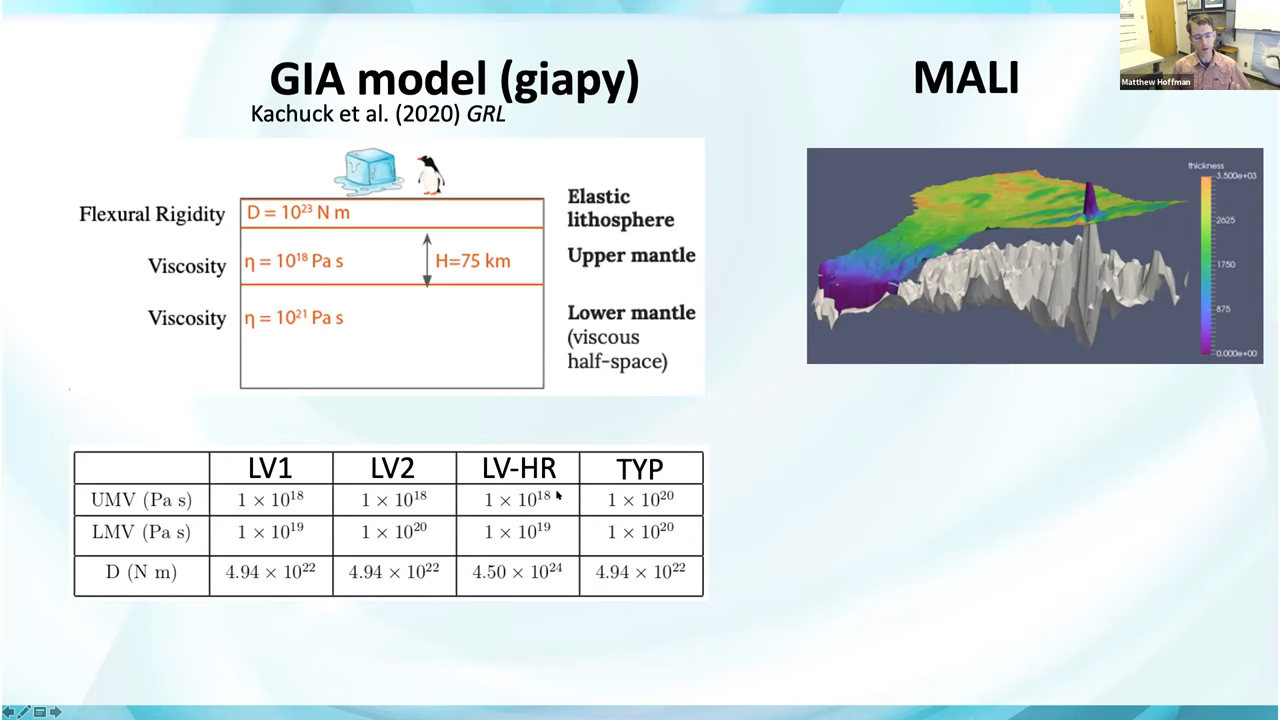 GIA model (giapy)
Kachuck et al. (2020) GRL
MALI
Matthew Hoffman
Flexural Rigidity
D = 10²³ N m
Elastic
lithosphere
Viscosity
η = 10¹⁸ Pa s
H=75 km
Upper mantle
Viscosity
η = 10²¹ Pa s
Lower mantle
(viscous
half-space)
thickness
3.500e+03
2625
1750
875
0.000e+00
LV1 LV2 LV-HR TYP
UMV (Pa s) 1 × 10¹⁸ 1 × 10¹⁸ 1 × 10¹⁸ 1 × 10²⁰
LMV (Pa s) 1 × 10¹⁹ 1 × 10²⁰ 1 × 10¹⁹ 1 × 10²⁰
D (N m) 4.94 × 10²² 4.94 × 10²² 4.50 × 10²⁴ 4.94 × 10²²